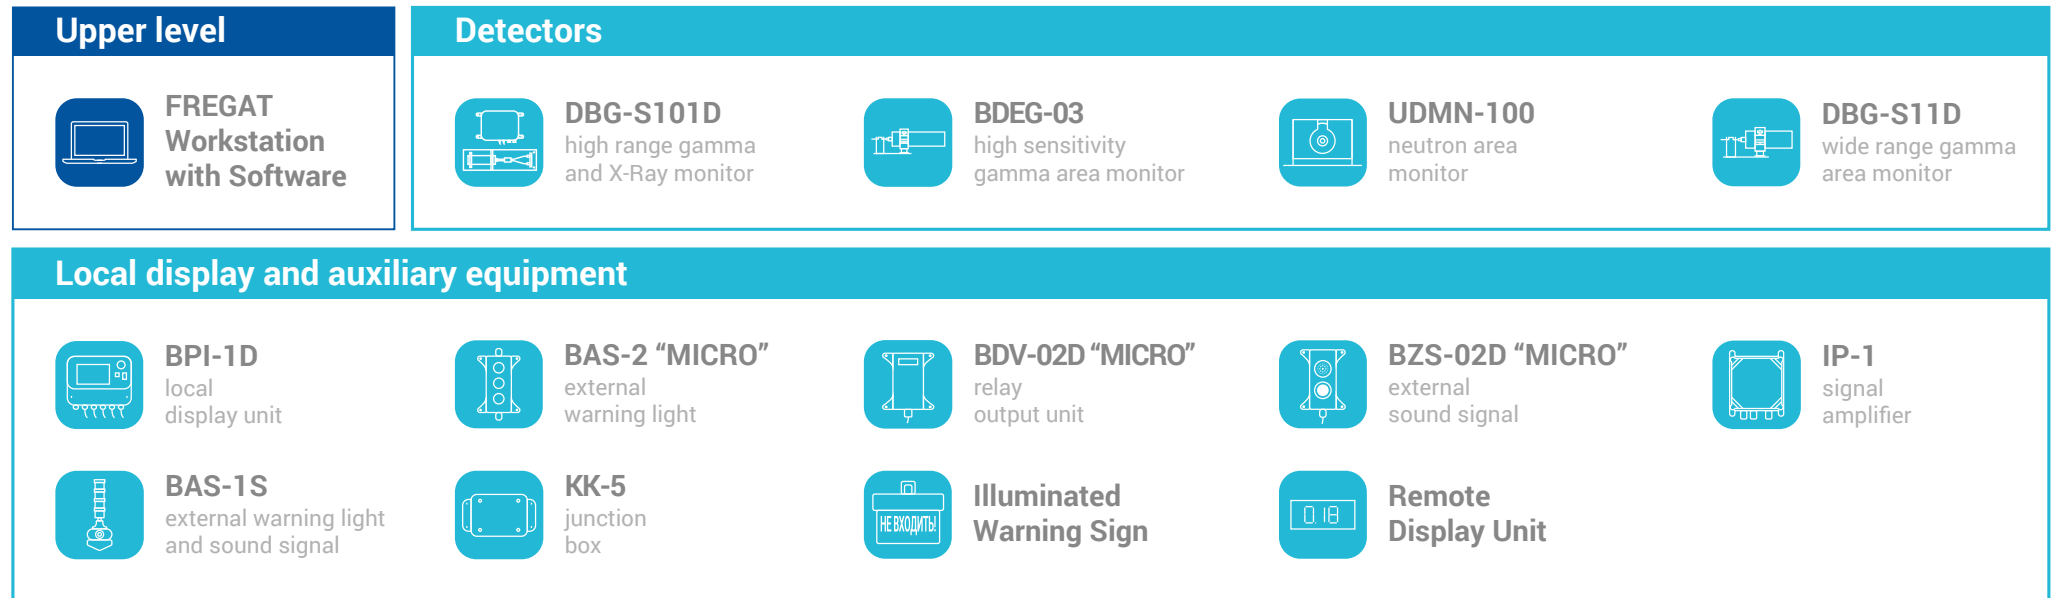 Upper level
FREGAT
Workstation
with Software
Detectors
DBG-S101D
high range gamma
and X-Ray monitor
BDEG-03
high sensitivity
gamma area monitor
UDMN-100
neutron area
monitor
DBG-S11D
wide range gamma
area monitor
Local display and auxiliary equipment
BPI-1D
local
display unit
BAS-2 “MICRO”
external
warning light
BDV-02D “MICRO”
relay
output unit
BZS-02D “MICRO”
external
sound signal
IP-1
signal
amplifier
BAS-1S
external warning light
and sound signal
KK-5
junction
box
НЕ ВХОДИТЬ!
Illuminated
Warning Sign
0.18
Remote
Display Unit